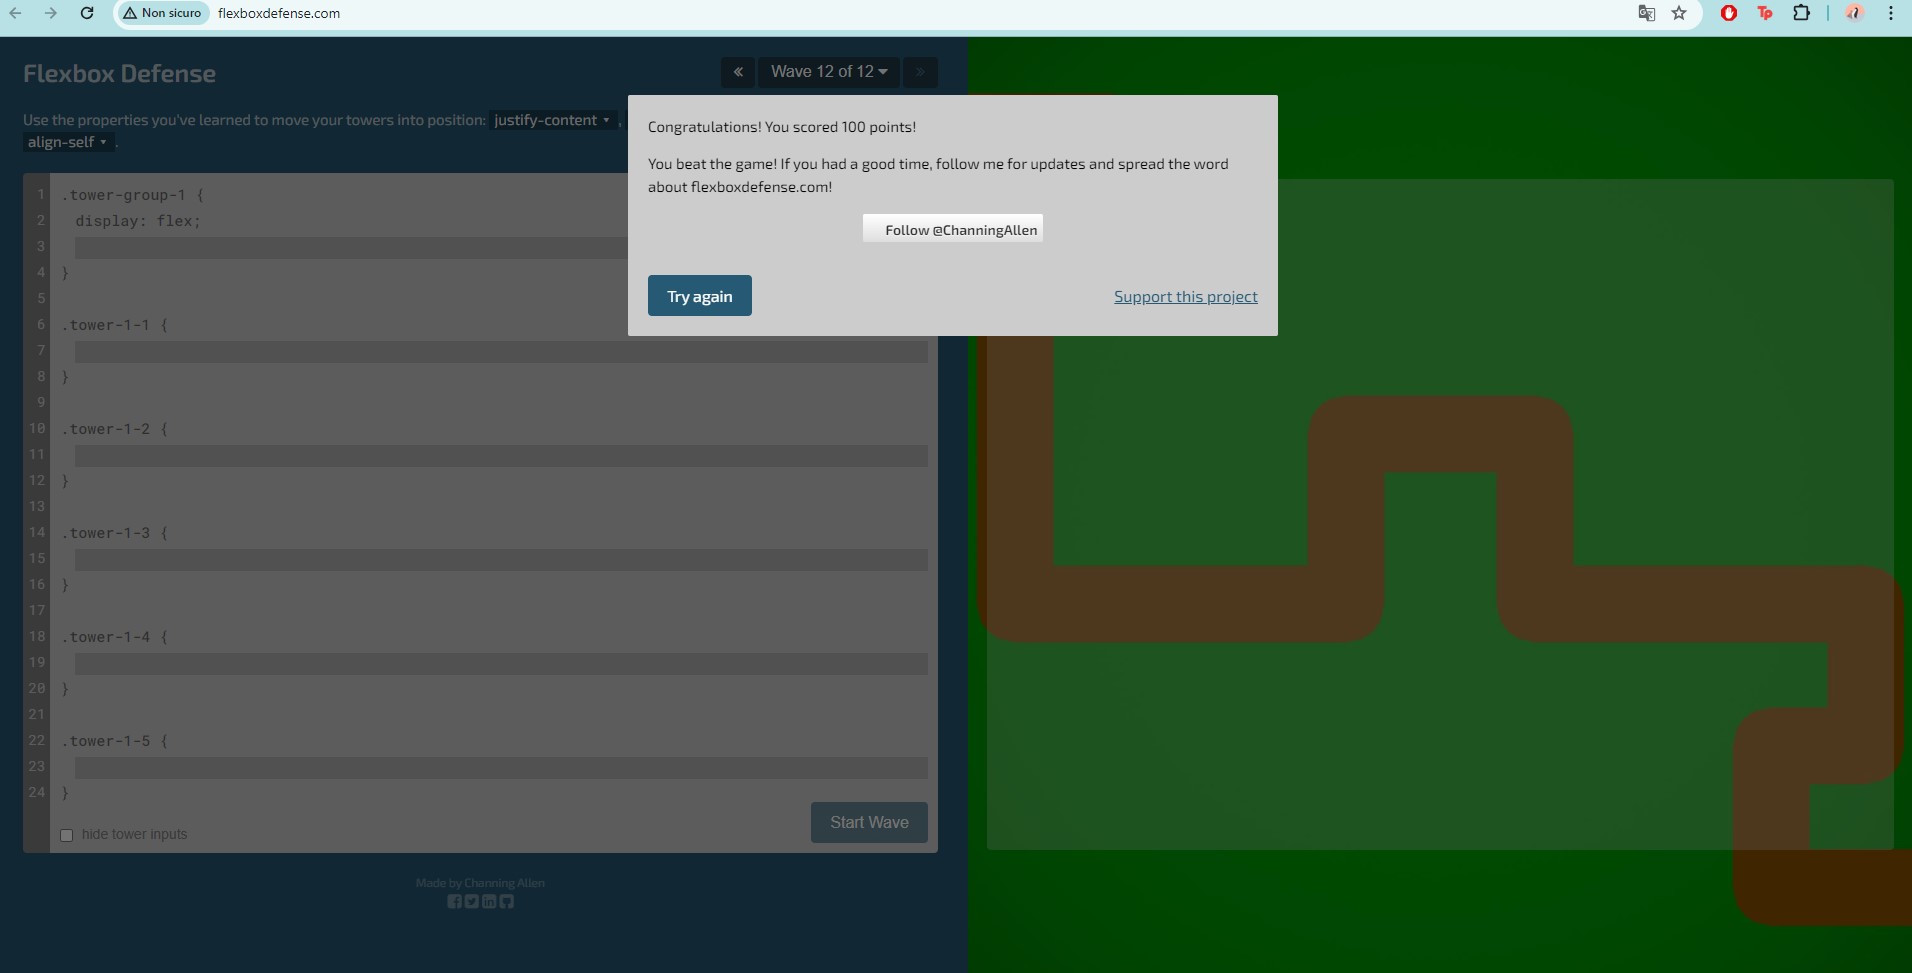 Non sicuro
flexboxdefense.com
Flexbox Defense
«
Wave 12 of 12
»
Use the properties you've learned to move your towers into position: justify-content ,
align-self .
1 .tower-group-1 {
2 display: flex;
3
4 }
5
6 .tower-1-1 {
7
8 }
9
10 .tower-1-2 {
11
12 }
13
14 .tower-1-3 {
15
16 }
17
18 .tower-1-4 {
19
20 }
21
22 .tower-1-5 {
23
24 }
hide tower inputs
Start Wave
Made by Channing Allen
Congratulations! You scored 100 points!
You beat the game! If you had a good time, follow me for updates and spread the word
about flexboxdefense.com!
Follow @ChanningAllen
Try again
Support this project